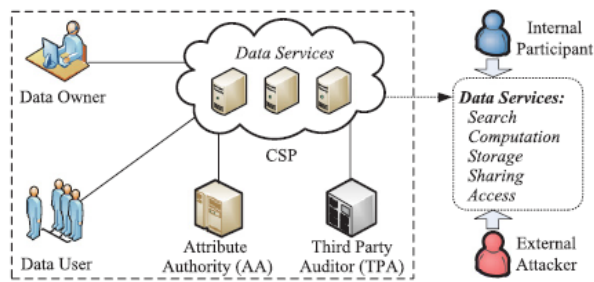 Data Services
Data Owner
CSP
Data User
Attribute
Authority (AA)
Third Party
Auditor (TPA)
Internal
Participant
Data Services:
Search
Computation
Storage
Sharing
Access
External
Attacker